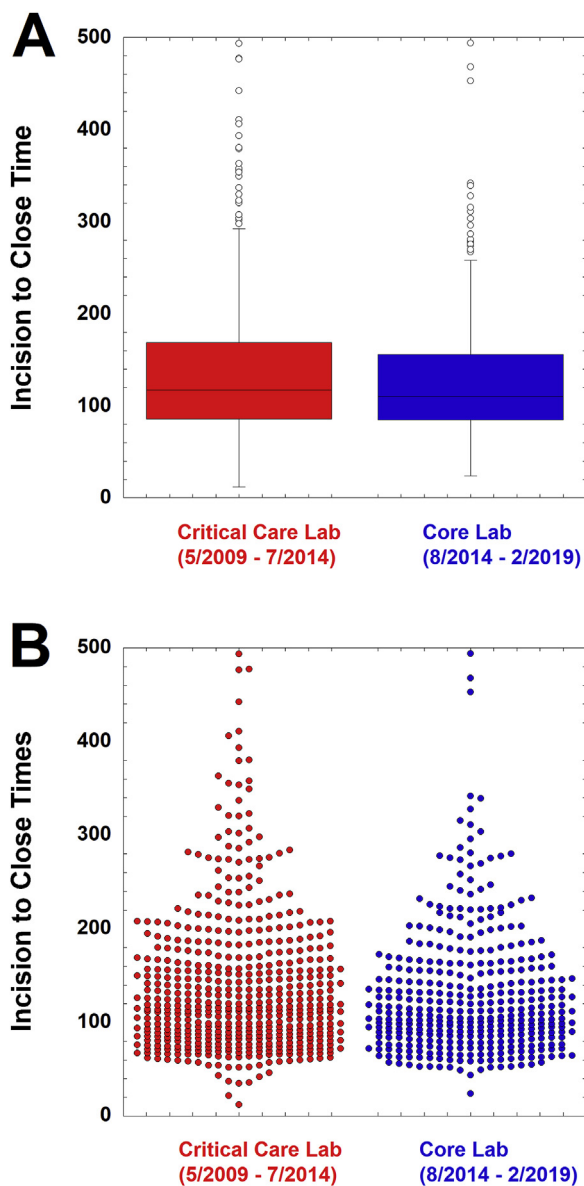 A
Incision to Close Time
500
400
300
200
100
0
Critical Care Lab
(5/2009 - 7/2014)
Core Lab
(8/2014 - 2/2019)
B
Incision to Close Times
500
400
300
200
100
0
Critical Care Lab
(5/2009 - 7/2014)
Core Lab
(8/2014 - 2/2019)